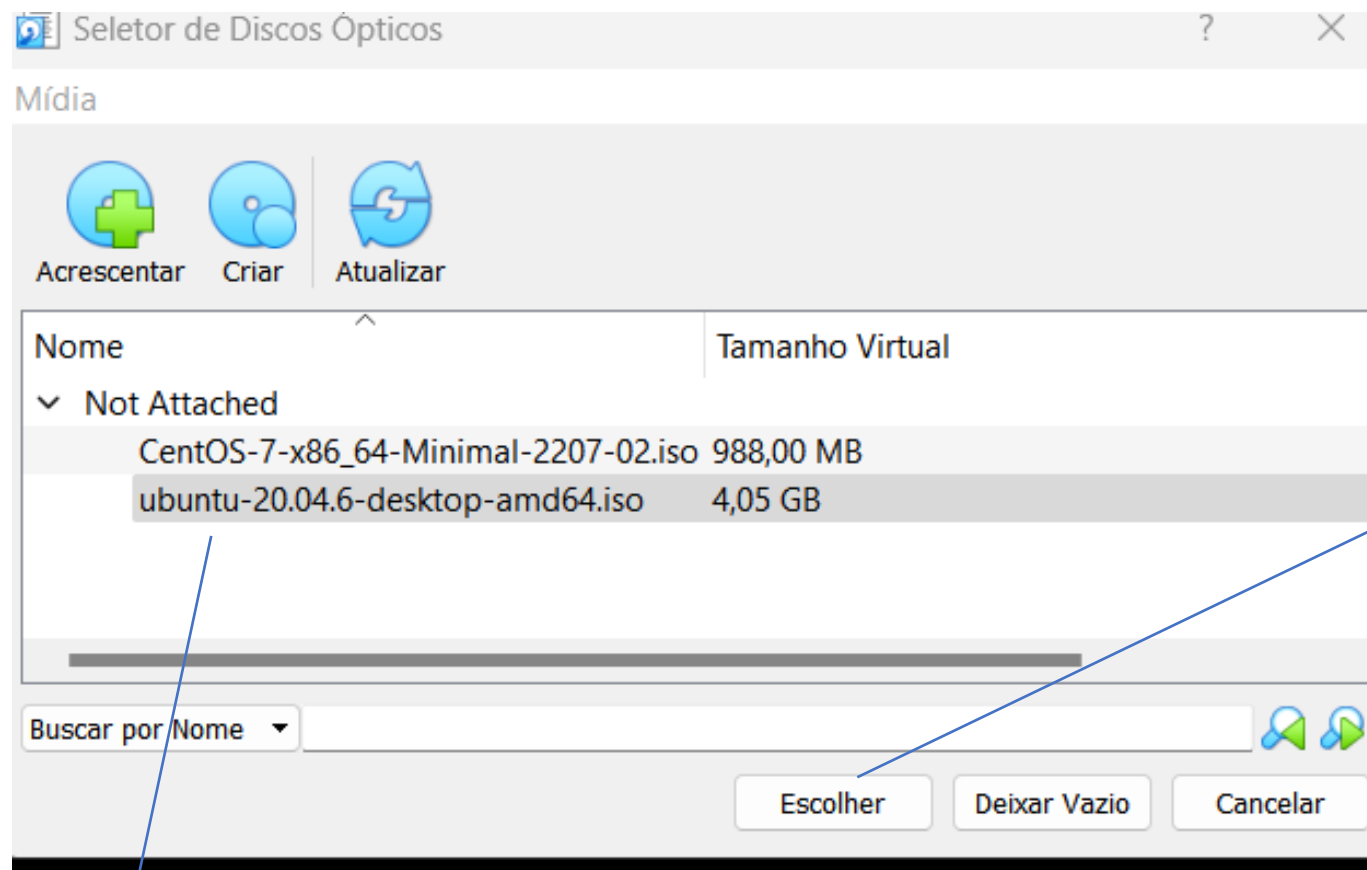 Seletor de Discos Ópticos ?
Mídia
Acrescentar Criar Atualizar
Nome Tamanho Virtual
Not Attached
CentOS-7-x86_64-Minimal-2207-02.iso 988,00 MB
ubuntu-20.04.6-desktop-amd64.iso 4,05 GB
Buscar por Nome
Escolher Deixar Vazio Cancelar